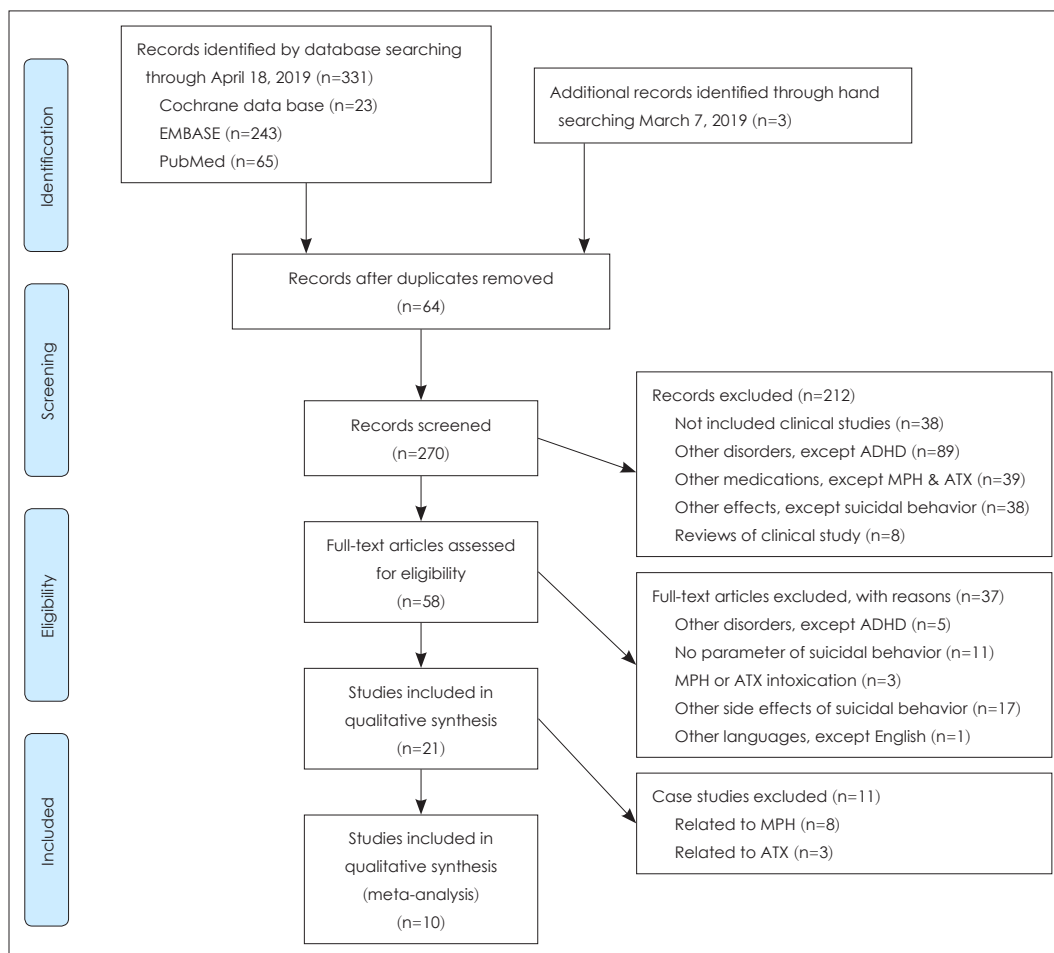 Identification
Records identified by database searching
through April 18, 2019 (n=331)
Cochrane data base (n=23)
EMBASE (n=243)
PubMed (n=65)
Additional records identified through hand
searching March 7, 2019 (n=3)
Records after duplicates removed
(n=64)
Screening
Records screened
(n=270)
Records excluded (n=212)
Not included clinical studies (n=38)
Other disorders, except ADHD (n=89)
Other medications, except MPH & ATX (n=39)
Other effects, except suicidal behavior (n=38)
Reviews of clinical study (n=8)
Eligibility
Full-text articles assessed
for eligibility
(n=58)
Full-text articles excluded, with reasons (n=37)
Other disorders, except ADHD (n=5)
No parameter of suicidal behavior (n=11)
MPH or ATX intoxication (n=3)
Other side effects of suicidal behavior (n=17)
Other languages, except English (n=1)
Studies included in
qualitative synthesis
(n=21)
Included
Case studies excluded (n=11)
Related to MPH (n=8)
Related to ATX (n=3)
Studies included in
qualitative synthesis
(meta-analysis)
(n=10)